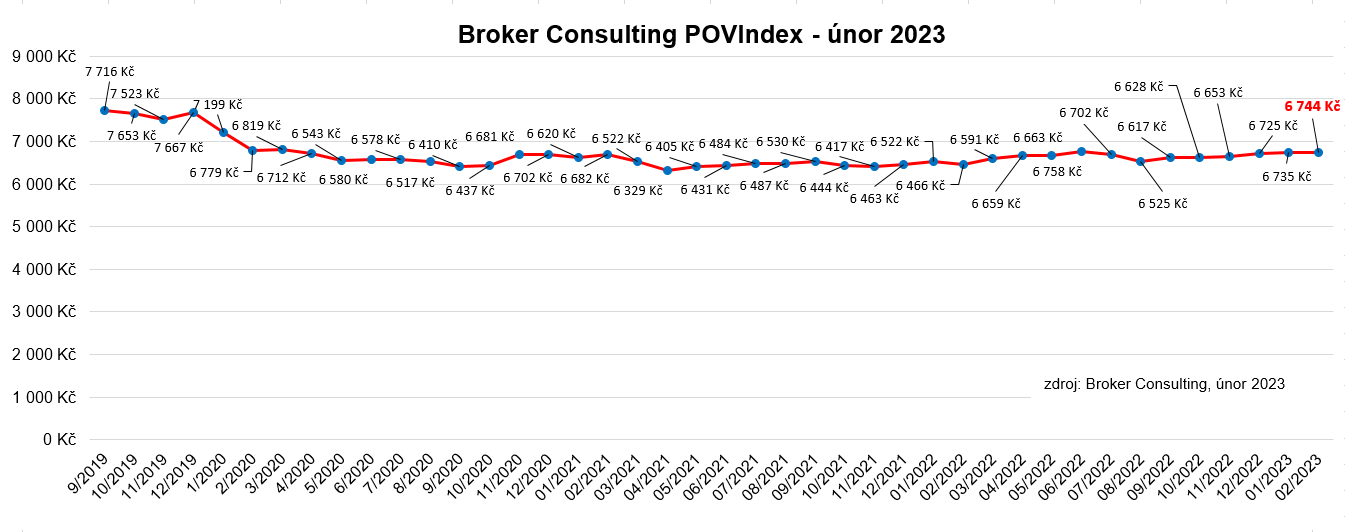 Broker Consulting POVIndex - únor 2023
9 000 Kč
8 000 Kč
7 000 Kč
6 000 Kč
5 000 Kč
4 000 Kč
3 000 Kč
2 000 Kč
1 000 Kč
0 Kč
7 716 Kč
7 653 Kč
7 523 Kč
7 667 Kč
7 199 Kč
6 779 Kč
6 819 Kč
6 712 Kč
6 543 Kč
6 580 Kč
6 578 Kč
6 517 Kč
6 410 Kč
6 437 Kč
6 681 Kč
6 702 Kč
6 620 Kč
6 682 Kč
6 522 Kč
6 329 Kč
6 405 Kč
6 431 Kč
6 484 Kč
6 487 Kč
6 530 Kč
6 444 Kč
6 417 Kč
6 463 Kč
6 522 Kč
6 466 Kč
6 591 Kč
6 659 Kč
6 663 Kč
6 758 Kč
6 702 Kč
6 525 Kč
6 617 Kč
6 628 Kč
6 653 Kč
6 725 Kč
6 735 Kč
6 744 Kč
zdroj: Broker Consulting, únor 2023
9/2019
10/2019
11/2019
12/2019
1/2020
2/2020
3/2020
4/2020
5/2020
6/2020
7/2020
8/2020
9/2020
10/2020
11/2020
12/2020
01/2021
02/2021
03/2021
04/2021
05/2021
06/2021
07/2021
08/2021
09/2021
10/2021
11/2021
12/2021
01/2022
02/2022
03/2022
04/2022
05/2022
06/2022
07/2022
08/2022
09/2022
10/2022
11/2022
12/2022
01/2023
02/2023